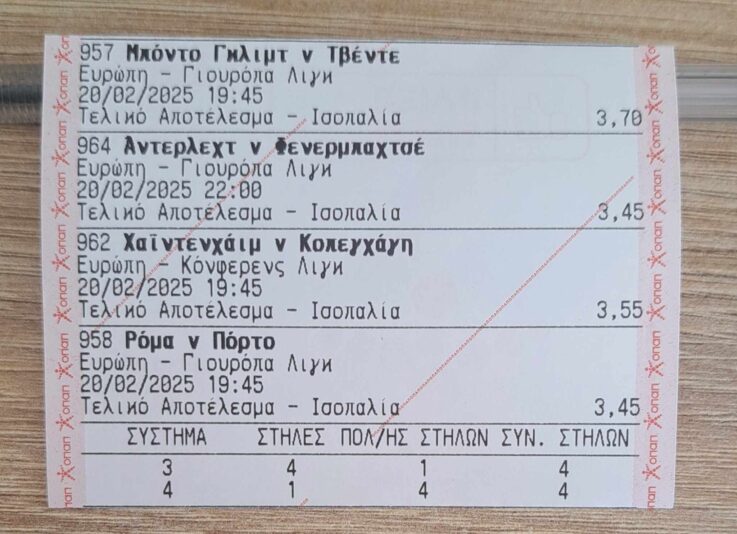 957 Μπόντο Γκλιμτ v Τβέντε
Ευρώπη - Γιουρόπα Λιγκ
20/02/2025 19:45
Τελικό Αποτέλεσμα - Ισοπαλία 3,70
964 Άντερλεχτ v Φενερμπαχτσέ
Ευρώπη - Γιουρόπα Λιγκ
20/02/2025 22:00
Τελικό Αποτέλεσμα - Ισοπαλία 3,45
962 Χαϊντενχάιμ v Κοπεγχάγη
Ευρώπη - Κόνφερενς Λιγκ
20/02/2025 19:45
Τελικό Αποτέλεσμα - Ισοπαλία 3,55
958 Ρόμα v Πόρτο
Ευρώπη - Γιουρόπα Λιγκ
20/02/2025 19:45
Τελικό Αποτέλεσμα - Ισοπαλία 3,45
ΣΥΣΤΗΜΑ ΣΤΗΛΕΣ ΠΟΛ/ΗΣ ΣΤΗΛΩΝ ΣΥΝ. ΣΤΗΛΩΝ
3 4 1 4
4 1 4 4
οπαπ